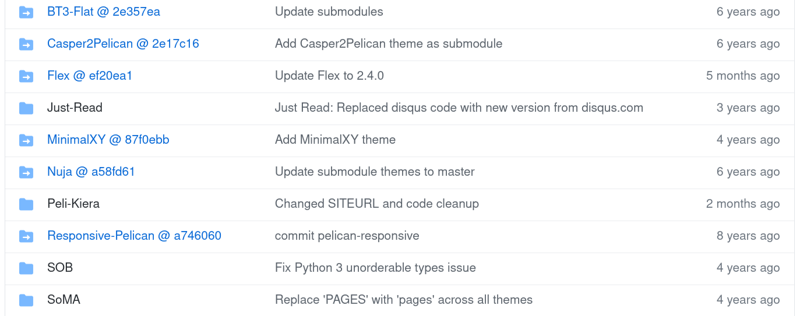 BT3-Flat @ 2e357ea Update submodules 6 years ago
Casper2Pelican @ 2e17c16 Add Casper2Pelican theme as submodule 6 years ago
Flex @ ef20ea1 Update Flex to 2.4.0 5 months ago
Just-Read Just Read: Replaced disqus code with new version from disqus.com 3 years ago
MinimalXY @ 87f0ebb Add MinimalXY theme 4 years ago
Nuja @ a58fd61 Update submodule themes to master 6 years ago
Peli-Kiera Changed SITEURL and code cleanup 2 months ago
Responsive-Pelican @ a746060 commit pelican-responsive 8 years ago
SOB Fix Python 3 unorderable types issue 4 years ago
SoMA Replace 'PAGES' with 'pages' across all themes 4 years ago